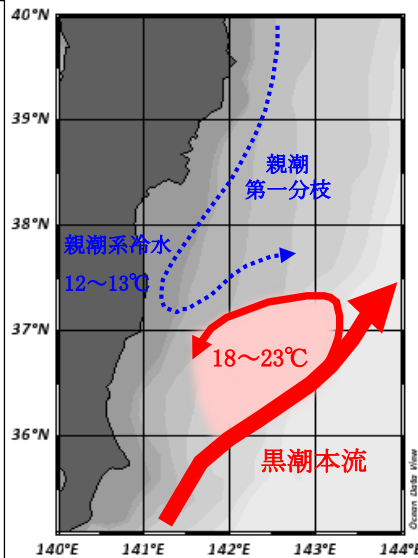 40°N
39°N
38°N
37°N
36°N
親潮
第一分枝
親潮系冷水
12～13℃
18～23℃
黒潮本流
Ocean Data View
140°E
141°E
142°E
143°E
144°E